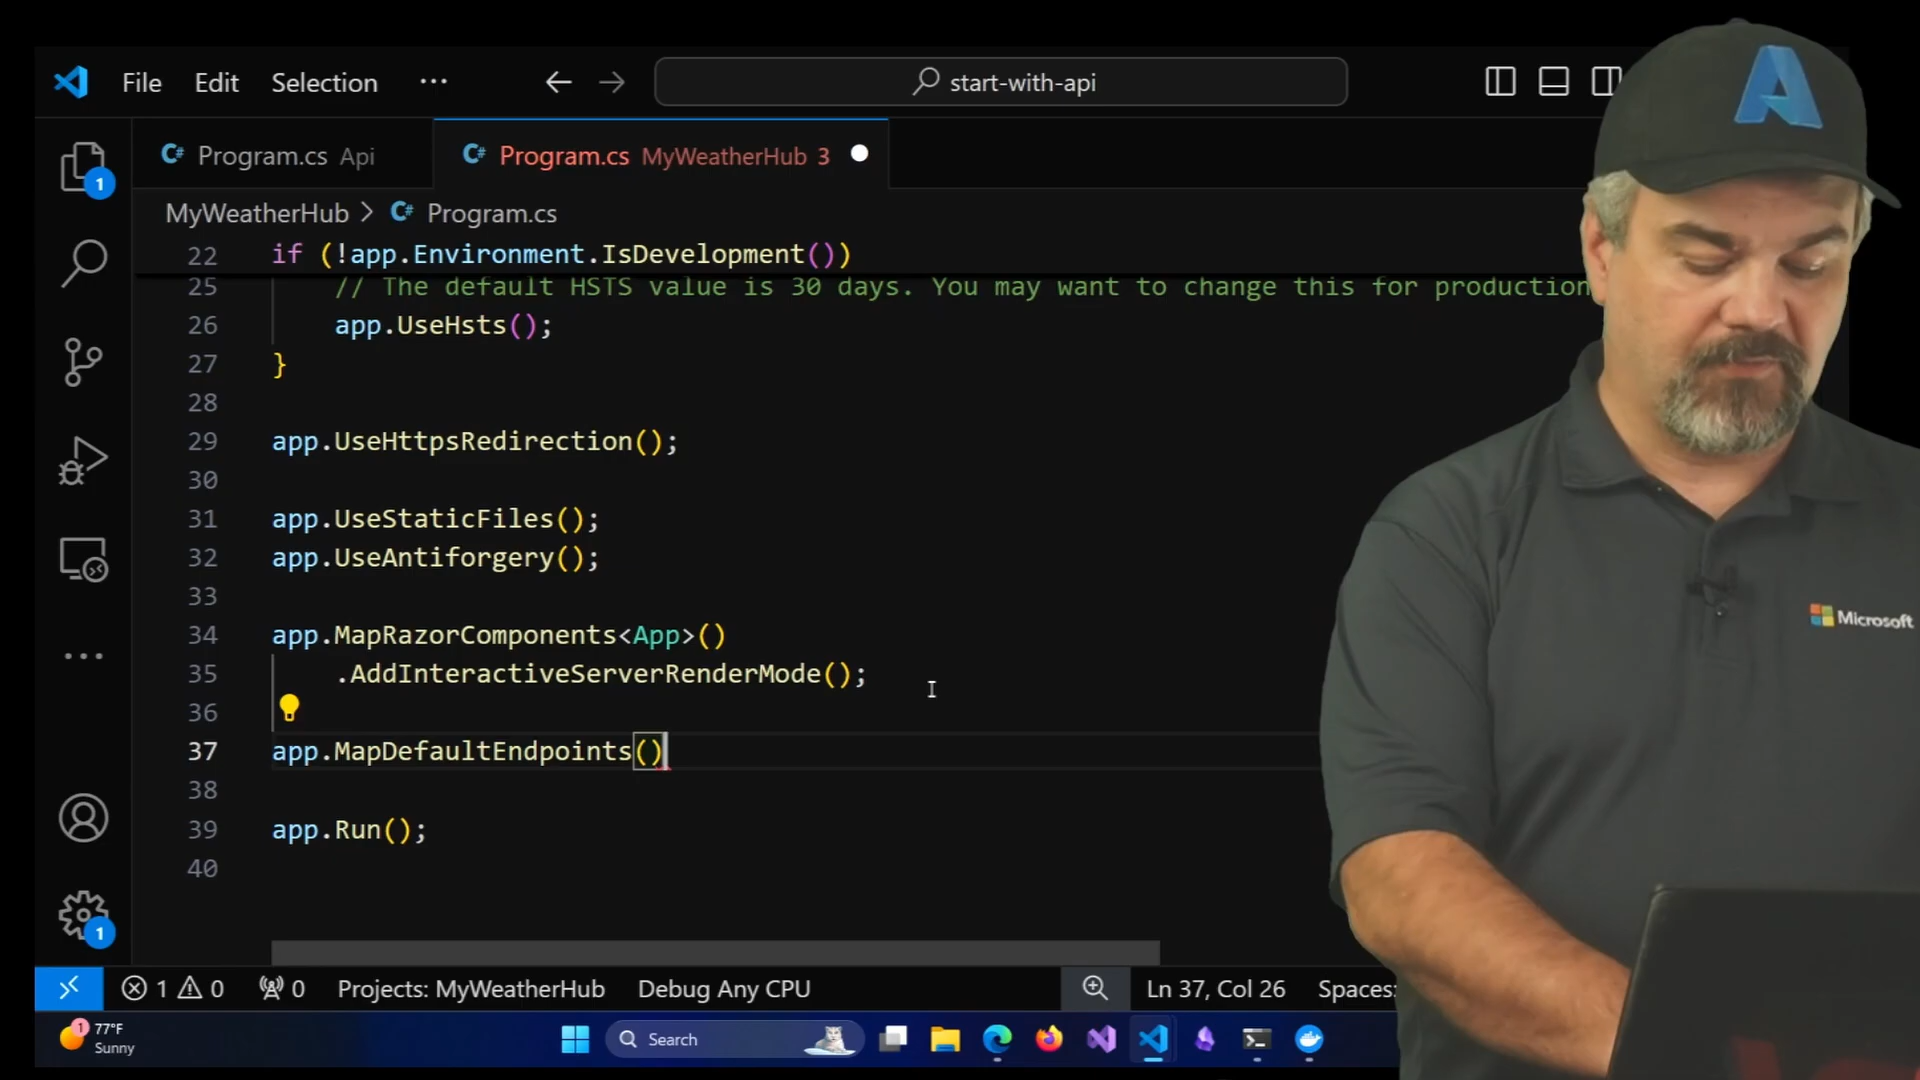 File Edit Selection ··· start-with-api
Program.cs Api Program.cs MyWeatherHub 3
MyWeatherHub > Program.cs
22 if (!app.Environment.IsDevelopment())
25 // The default HSTS value is 30 days. You may want to change this for production
26 app.UseHsts();
27 }
28
29 app.UseHttpsRedirection();
30
31 app.UseStaticFiles();
32 app.UseAntiforgery();
33
34 app.MapRazorComponents<App>()
35 .AddInteractiveServerRenderMode();
36
37 app.MapDefaultEndpoints()
38
39 app.Run();
40
1
1
1 0 0 Projects: MyWeatherHub Debug Any CPU Ln 37, Col 26 Spaces:
1 77°F
Sunny
Search
Microsoft